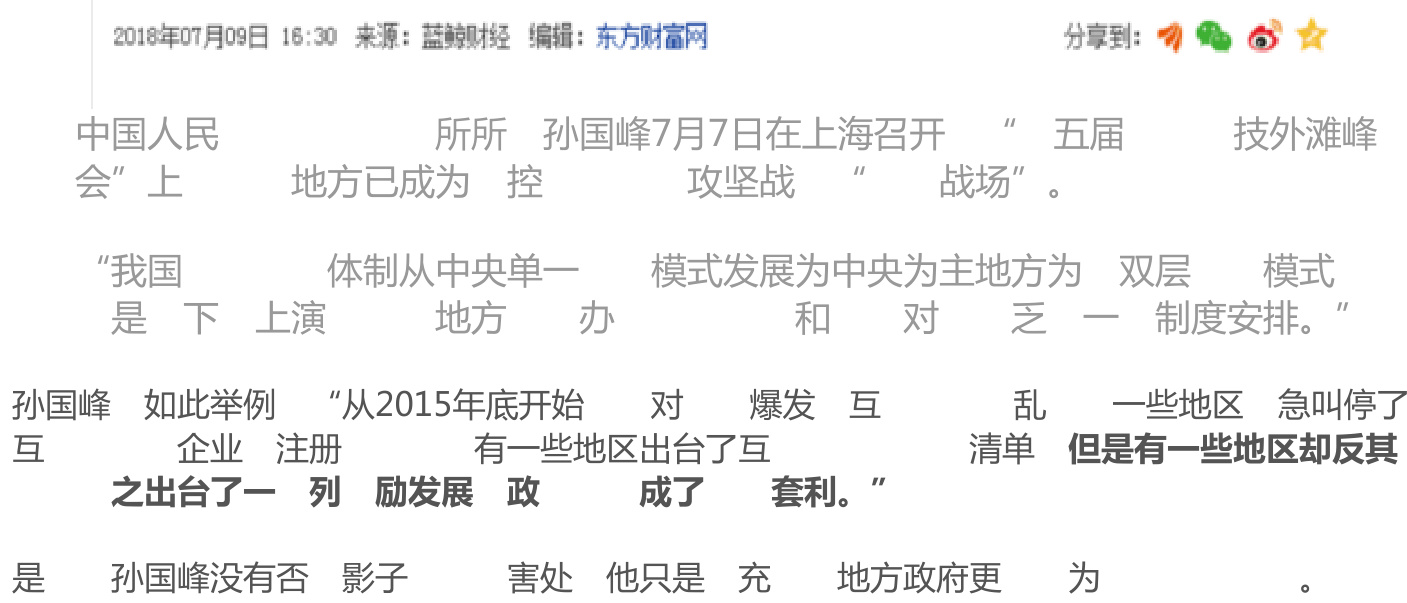 2018年07月09日 16:30 来源：蓝鲸财经 编辑：东方财富网 分享到：
中国人民 所所 孙国峰7月7日在上海召开 “ 五届 技外滩峰
会”上 地方已成为 控 攻坚战 “ 战场”。
“我国 体制从中央单一 模式发展为中央为主地方为 双层 模式
是 下 上演 地方 办 和 对 乏 一 制度安排。”
孙国峰 如此举例 “从2015年底开始 对 爆发 互 乱 一些地区 急叫停了
互 企业 注册 有一些地区出台了互 清单 但是有一些地区却反其
之出台了一 列 励发展 政 成了 套利。”
是 孙国峰没有否 影子 害处 他只是 充 地方政府更 为 。